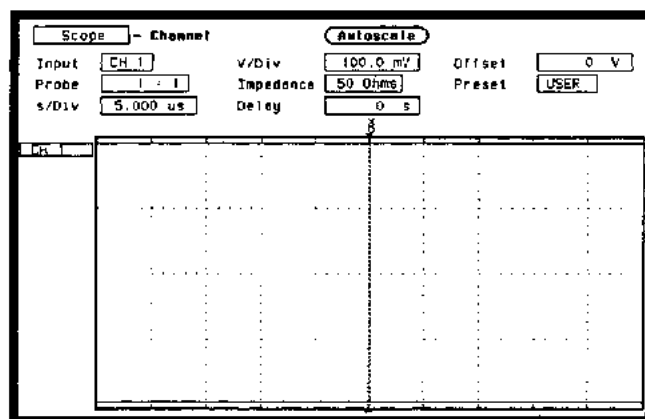 Scope - Channel Autoscale
Input CH 1 V/Div 100.0 mV Offset 0 V
Probe 1 : 1 Impedance 50 Ohms Preset USER
s/Div 5.000 us Delay 0 s
CH 1